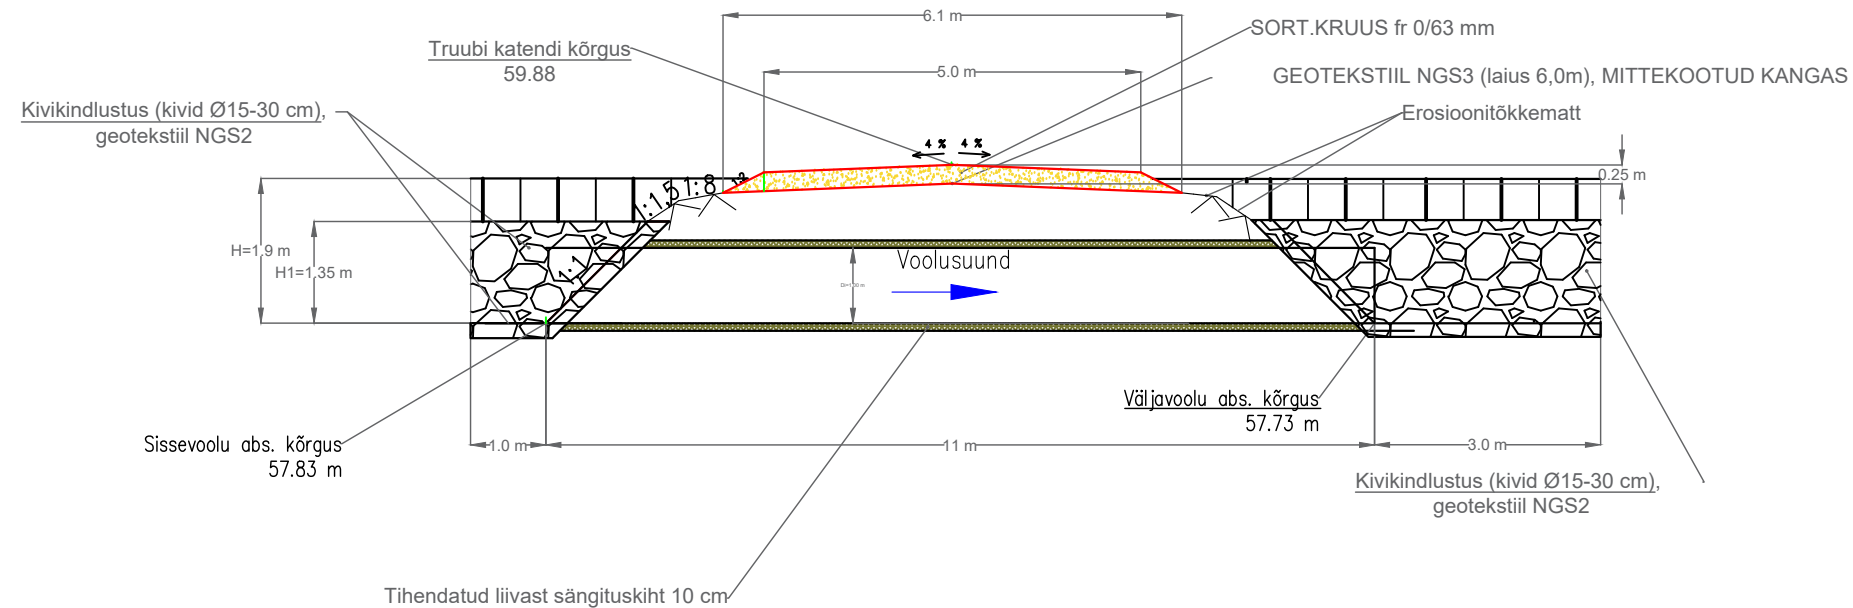 6.1 m
SORT.KRUUS fr 0/63 mm
Truubi katendi kõrgus
59.88
5.0 m
GEOTEKSTIIL NGS3 (laius 6,0m), MITTEKOOTUD KANGAS
Kivikindlustus (kivid Ø15-30 cm),
geotekstiil NGS2
Erosioonitõkkematt
4 % 4 %
1:1,5 1:8 1:2
0.25 m
H=1,9 m
H1=1,35 m
1:1
Voolusuund
Väljavoolu abs. kõrgus
57.73 m
Sissevoolu abs. kõrgus
57.83 m
1.0 m
11 m
3.0 m
Kivikindlustus (kivid Ø15-30 cm),
geotekstiil NGS2
Tihendatud liivast sängituskiht 10 cm